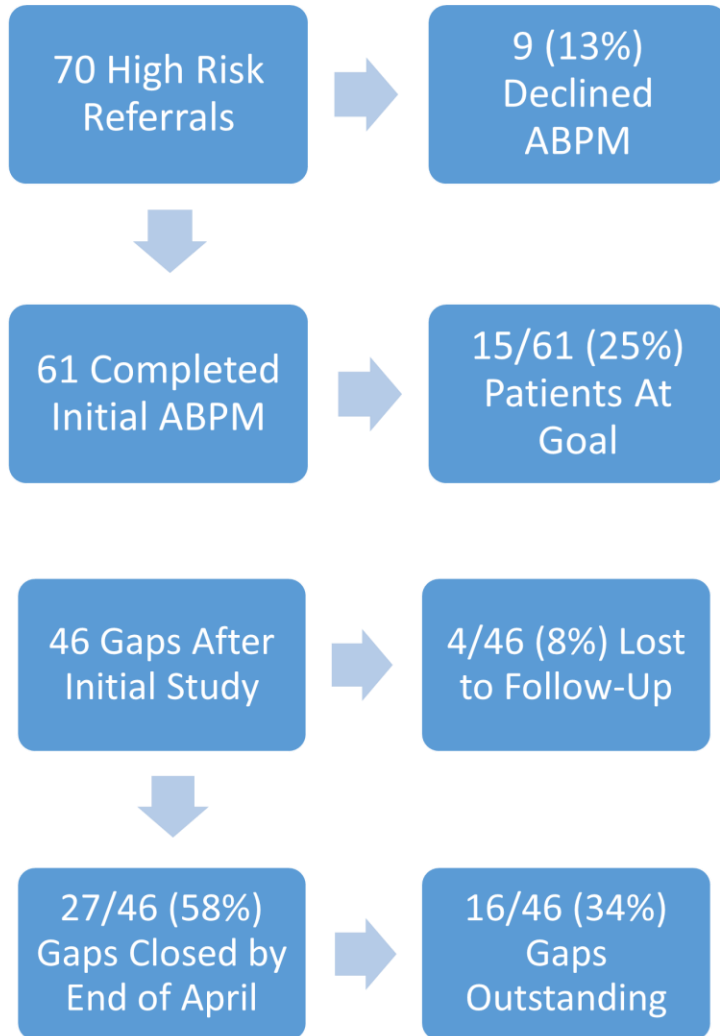 70 High Risk
Referrals
9 (13%)
Declined
ABPM
61 Completed
Initial ABPM
15/61 (25%)
Patients At
Goal
46 Gaps After
Initial Study
4/46 (8%) Lost
to Follow-Up
27/46 (58%)
Gaps Closed by
End of April
16/46 (34%)
Gaps
Outstanding